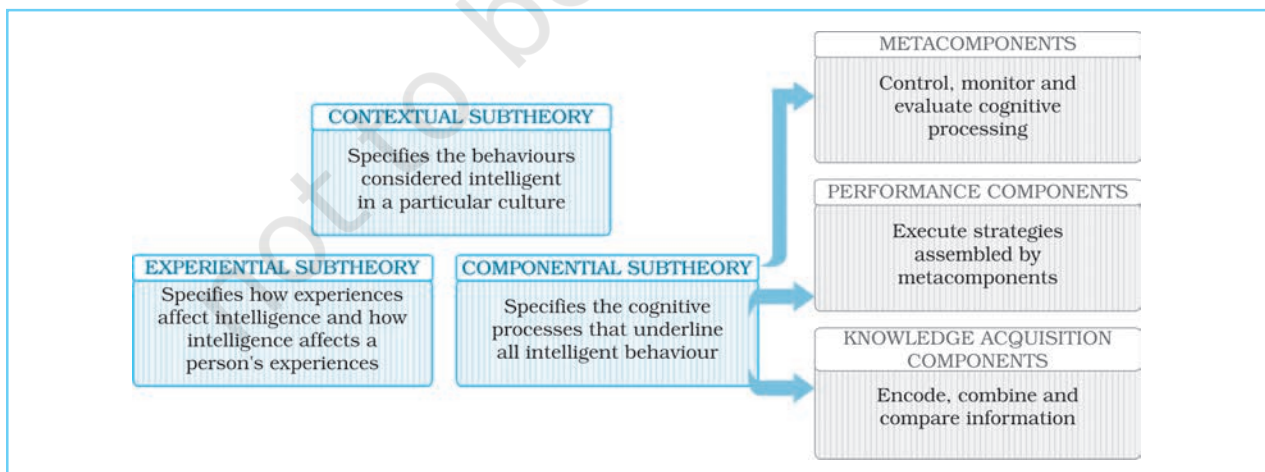 CONTEXTUAL SUBTHEORY
Specifies the behaviours
considered intelligent
in a particular culture
EXPERIENTIAL SUBTHEORY
Specifies how experiences
affect intelligence and how
intelligence affects a
person's experiences
COMPONENTIAL SUBTHEORY
Specifies the cognitive
processes that underline
all intelligent behaviour
METACOMPONENTS
Control, monitor and
evaluate cognitive
processing
PERFORMANCE COMPONENTS
Execute strategies
assembled by
metacomponents
KNOWLEDGE ACQUISITION
COMPONENTS
Encode, combine and
compare information
not to b